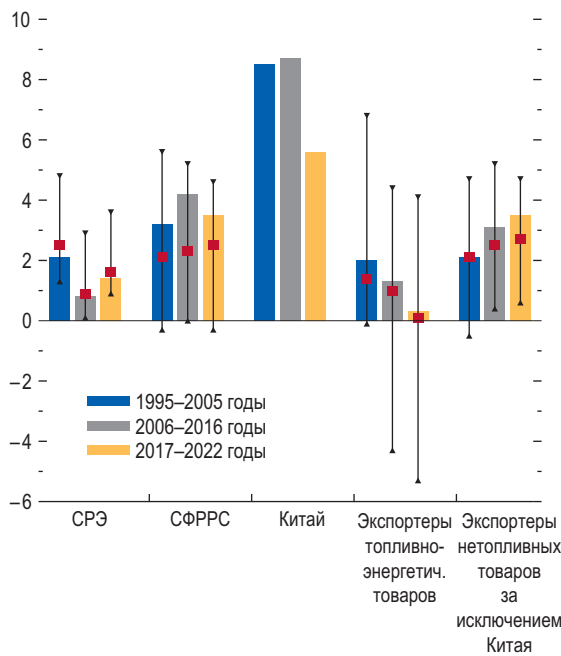 10
8
6
4
2
0
–2
–4
–6
1995–2005 годы
2006–2016 годы
2017–2022 годы
СРЭ
СФРРС
Китай
Экспортеры
топливно-
энергетич.
товаров
Экспортеры
нетопливных
товаров
за
исключением
Китая